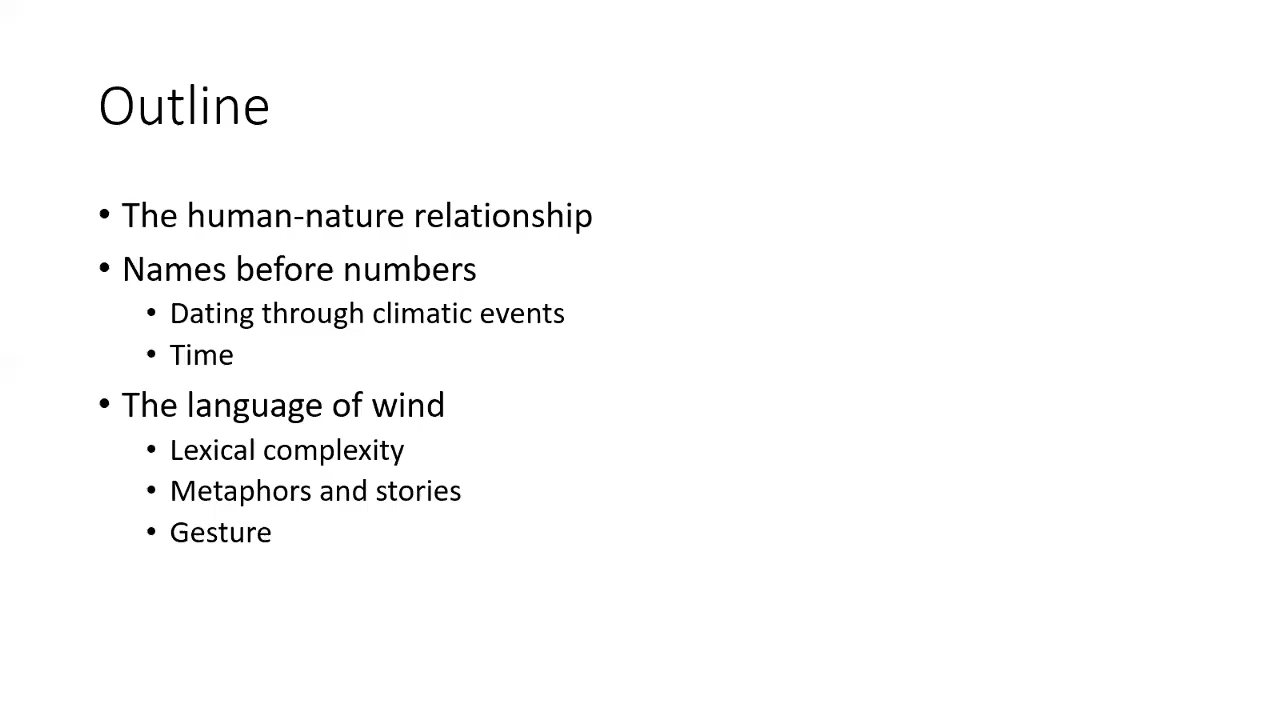 Outline
• The human-nature relationship
• Names before numbers
• Dating through climatic events
• Time
• The language of wind
• Lexical complexity
• Metaphors and stories
• Gesture